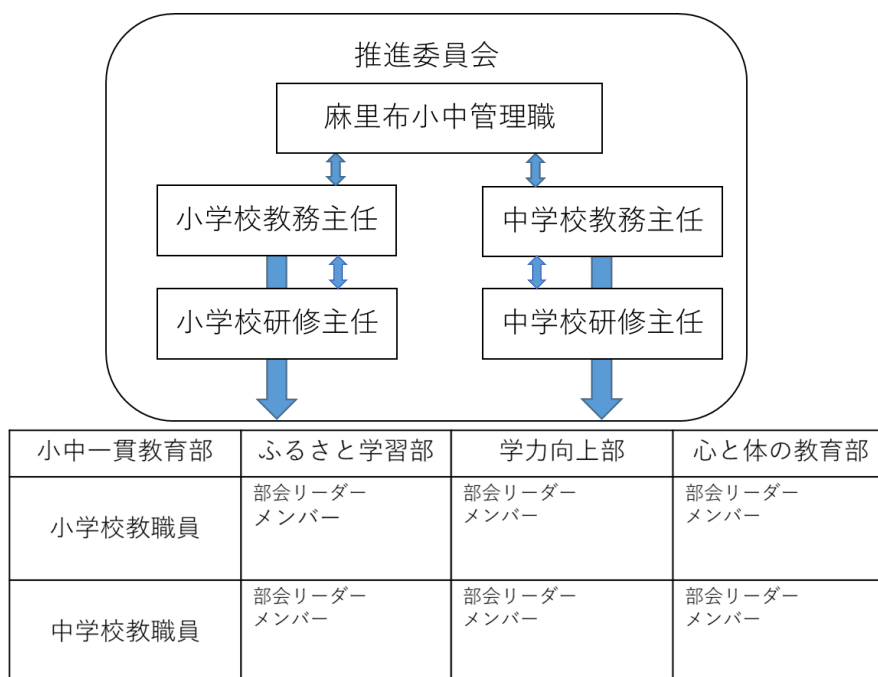 推進委員会
麻里布小中管理職
小学校教務主任
中学校教務主任
小学校研修主任
中学校研修主任
小中一貫教育部
ふるさと学習部
学力向上部
心と体の教育部
小学校教職員
部会リーダー
メンバー
部会リーダー
メンバー
部会リーダー
メンバー
中学校教職員
部会リーダー
メンバー
部会リーダー
メンバー
部会リーダー
メンバー